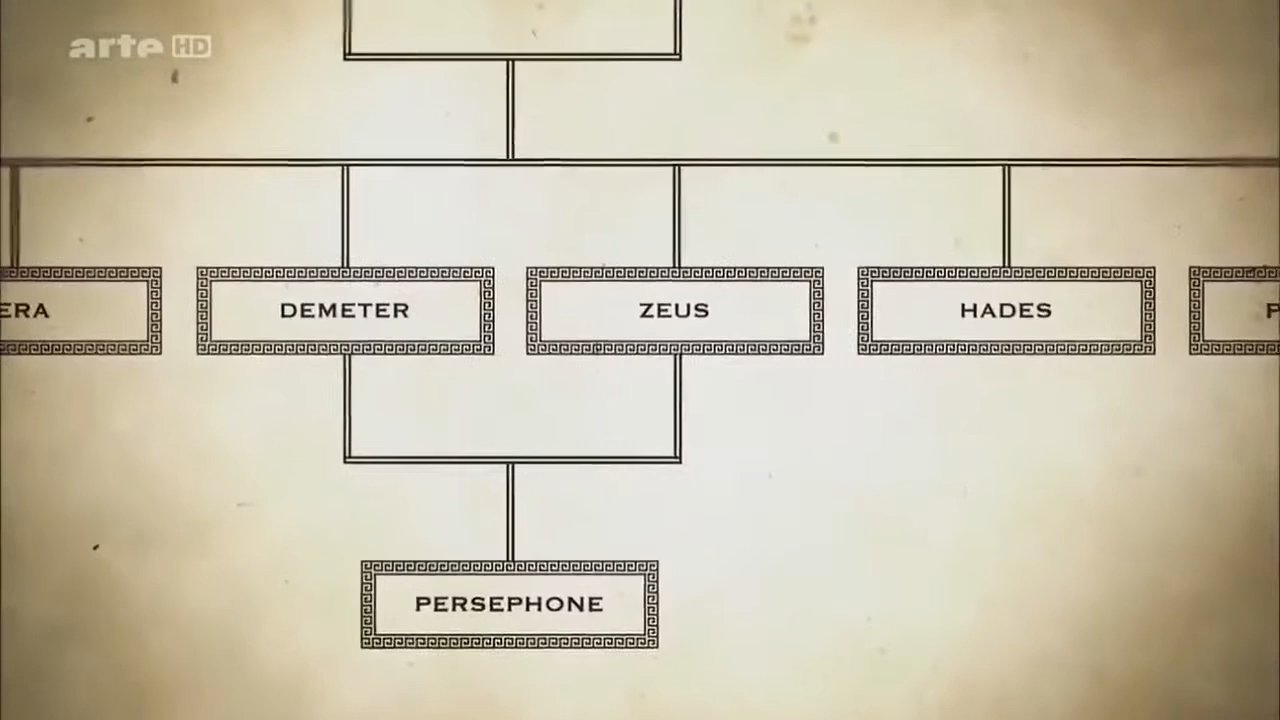 arte HD
ERA
DEMETER
ZEUS
HADES
P
PERSEPHONE